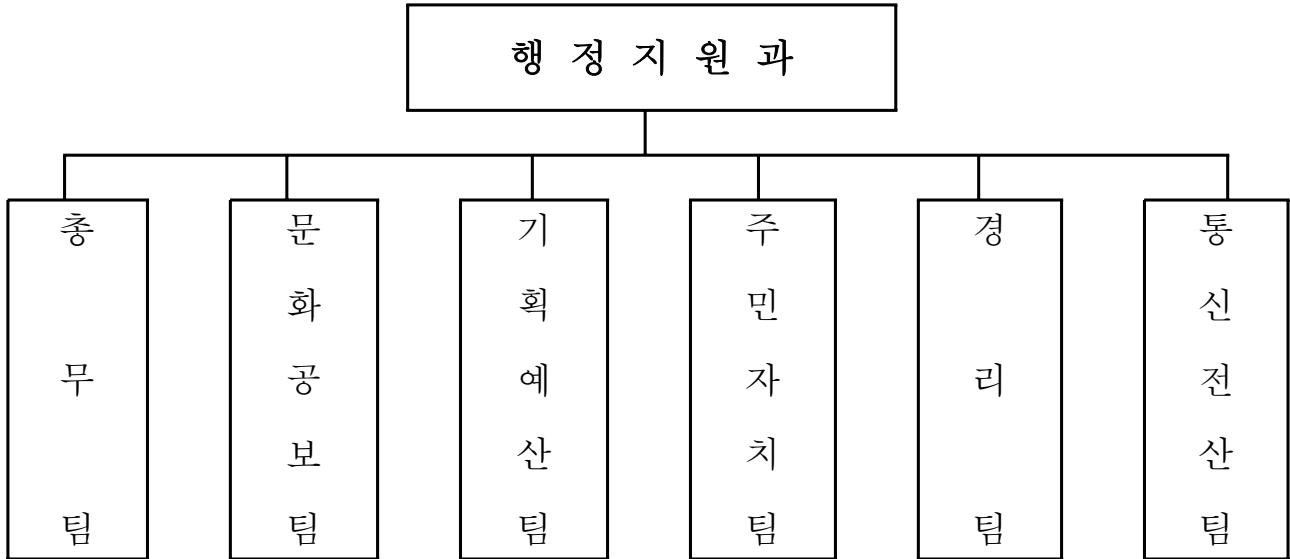 행 정 지 원 과
총무팀
문화공보팀
기획예산팀
주민자치팀
경리팀
통신전산팀